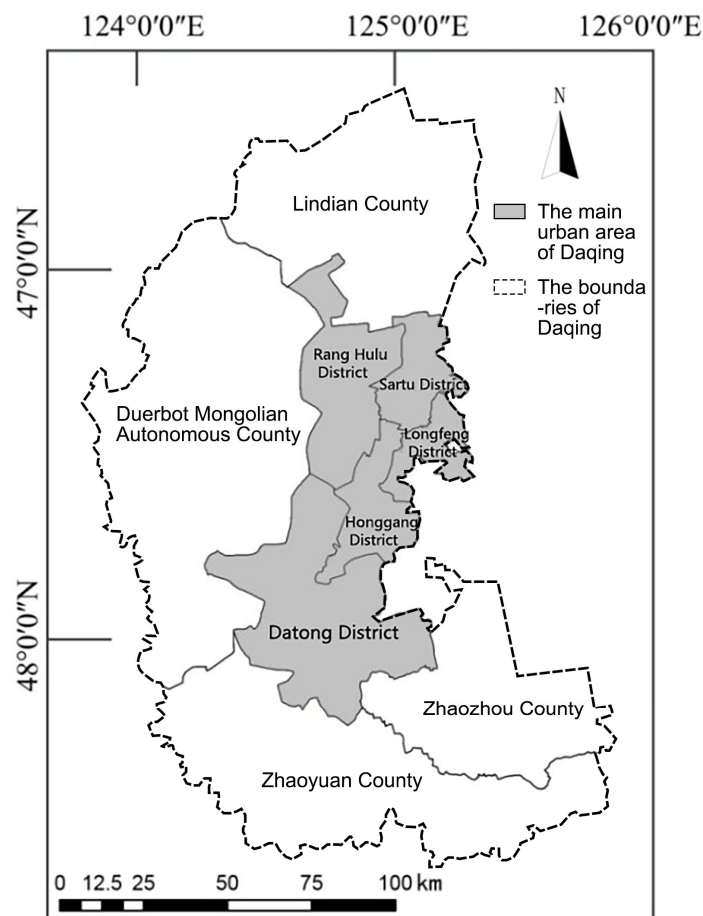 124°0′0″E 125°0′0″E 126°0′0″E
N
Lindian County
The main
urban area
of Daqing
47°0′0″N
The bounda
-ries of
Daqing
Rang Hulu
District
Sartu District
Duerbot Mongolian
Autonomous County
Longfeng
District
Honggang
District
Datong District
48°0′0″N
Zhaozhou County
Zhaoyuan County
0 12.5 25 50 75 100 km